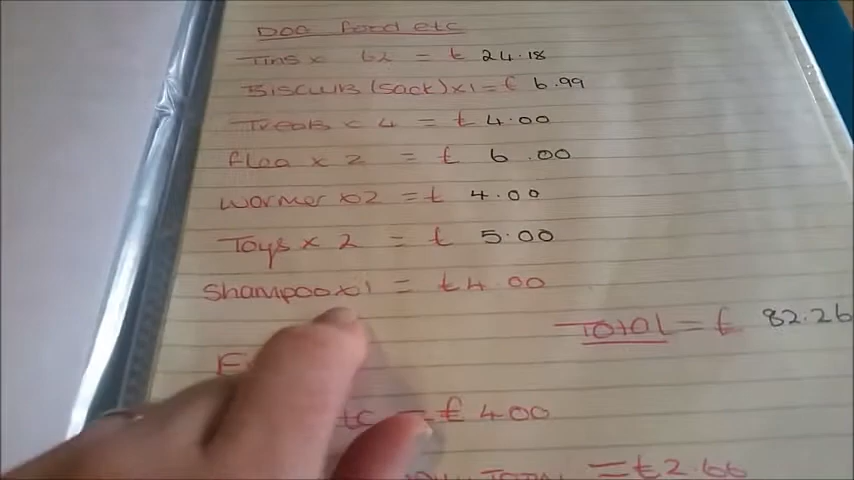 Dog food etc
Tins x 62 = £ 24.18
Biscuits (sack) x1 = £ 6.99
Treats x 4 = £ 4.00
flea x 2 = £ 6.00
wormer x2 = £ 4.00
Toys x 2 = £ 5.00
shampoo x1 = £4.00
Total = £ 82.26
= £ 4.00
= £2.66